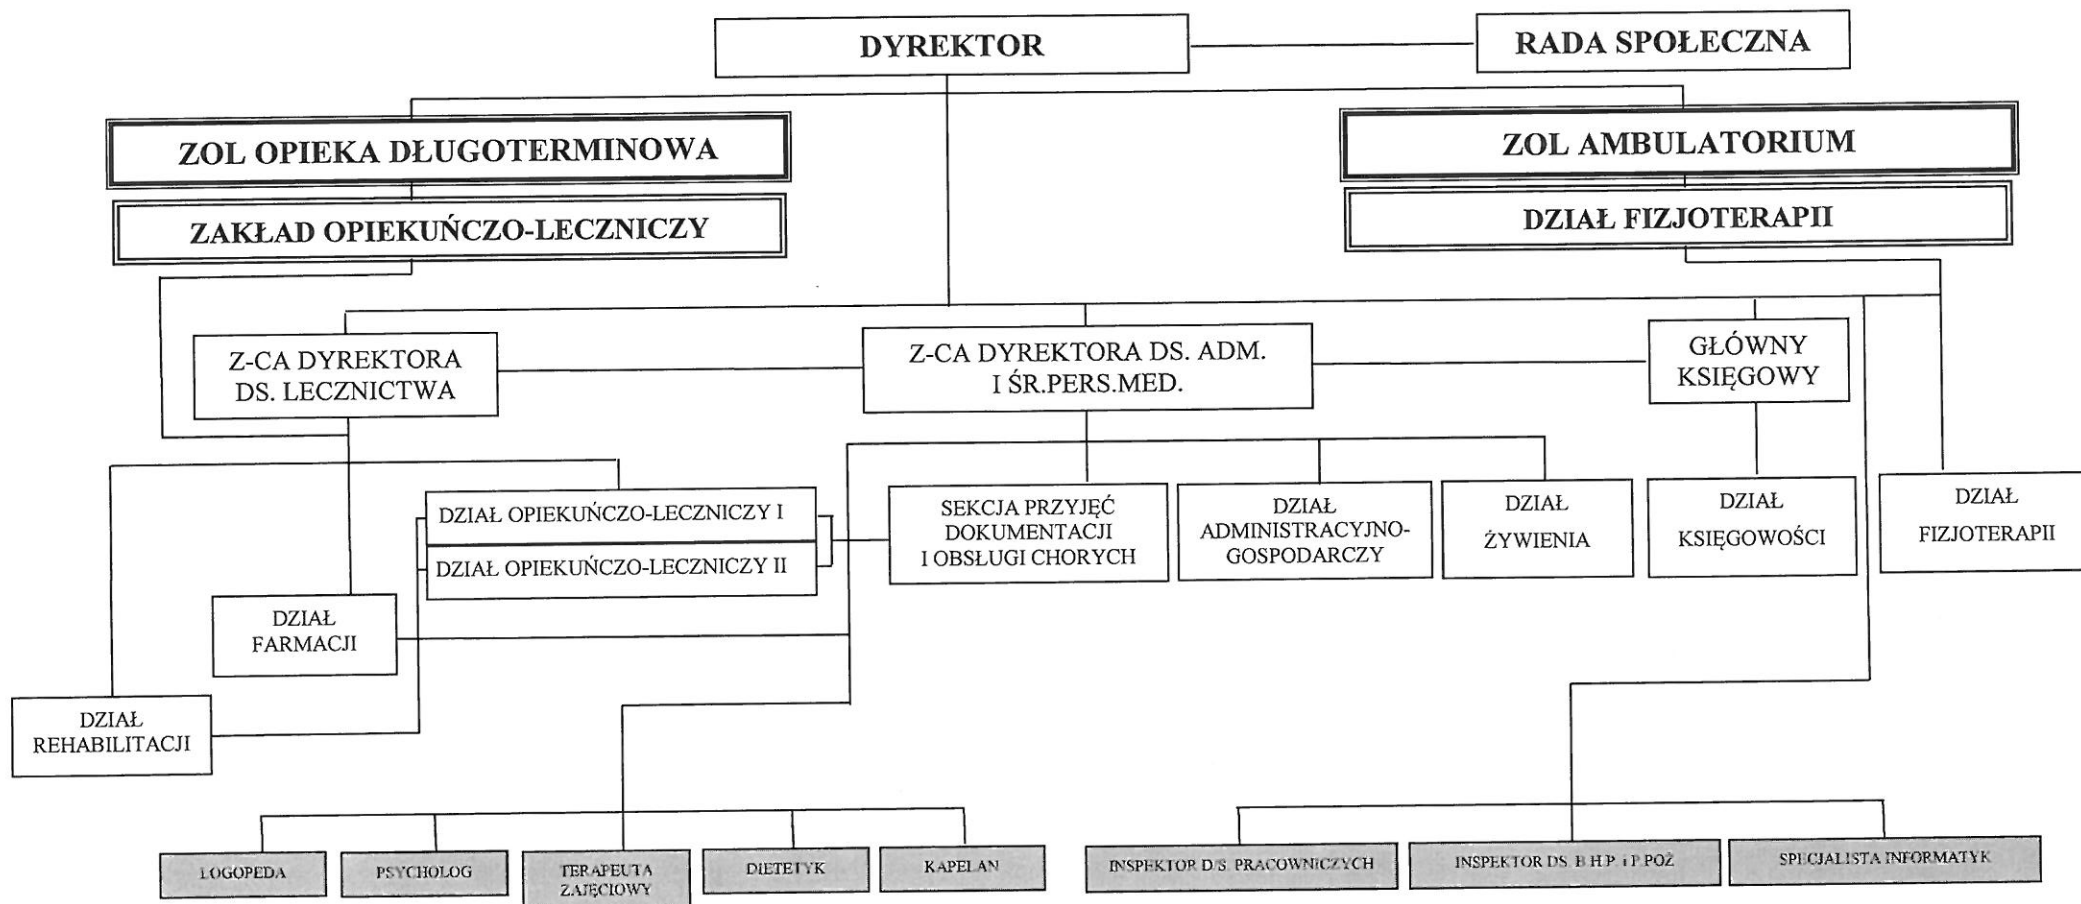 DYREKTOR
RADA SPOŁECZNA
ZOL OPIEKA DŁUGOTERMINOWA
ZOL AMBULATORIUM
ZAKŁAD OPIEKUŃCZO-LECZNICZY
DZIAŁ FIZJOTERAPII
Z-CA DYREKTORA
DS. LECZNICTWA
Z-CA DYREKTORA DS. ADM.
I ŚR.PERS.MED.
GŁÓWNY
KSIĘGOWY
DZIAŁ OPIEKUŃCZO-LECZNICZY I
DZIAŁ OPIEKUŃCZO-LECZNICZY II
SEKCJA PRZYJĘĆ
DOKUMENTACJI
I OBSŁUGI CHORYCH
DZIAŁ
ADMINISTRACYJNO-
GOSPODARCZY
DZIAŁ
ŻYWIENIA
DZIAŁ
KSIĘGOWOŚCI
DZIAŁ
FIZJOTERAPII
DZIAŁ
FARMACJI
DZIAŁ
REHABILITACJI
LOGOPEDA
PSYCHOLOG
TERAPEUTA
ZAJĘCIOWY
DIETETYK
KAPELAN
INSPEKTOR D/S. PRACOWNICZYCH
INSPEKTOR DS. B.H.P. i P.POŻ
SPECJALISTA INFORMATYK